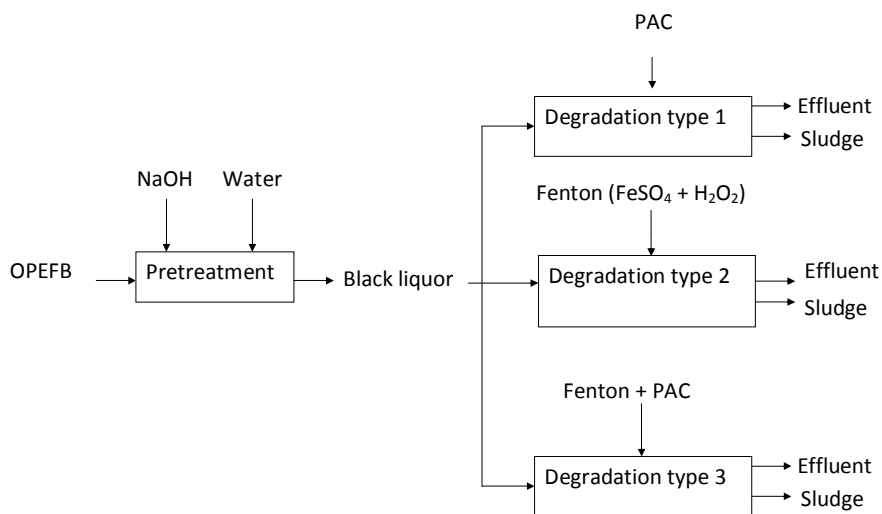 PAC
Degradation type 1
Effluent
Sludge
NaOH
Water
Fenton (FeSO₄ + H₂O₂)
OPEFB
Pretreatment
Black liquor
Degradation type 2
Effluent
Sludge
Fenton + PAC
Degradation type 3
Effluent
Sludge